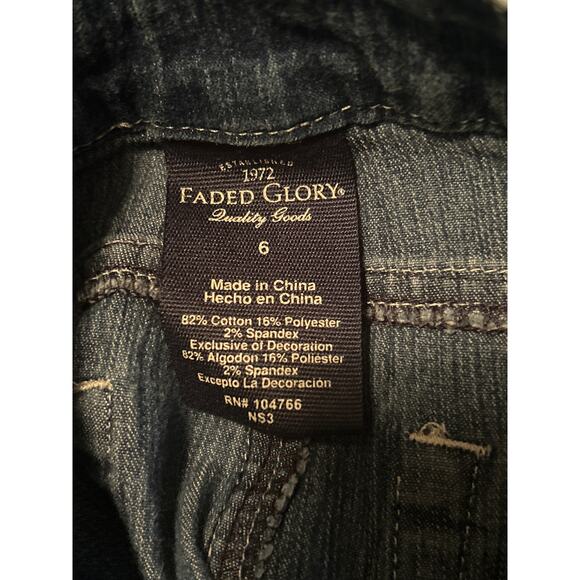 ESTABLISHED
1972
FADED GLORY®
Quality Goods
6
Made in China
Hecho en China
82% Cotton 16% Polyester
2% Spandex
Exclusive of Decoration
82% Algodon 16% Poliéster
2% Spandex
Excepto La Decoración
RN# 104766
NS3